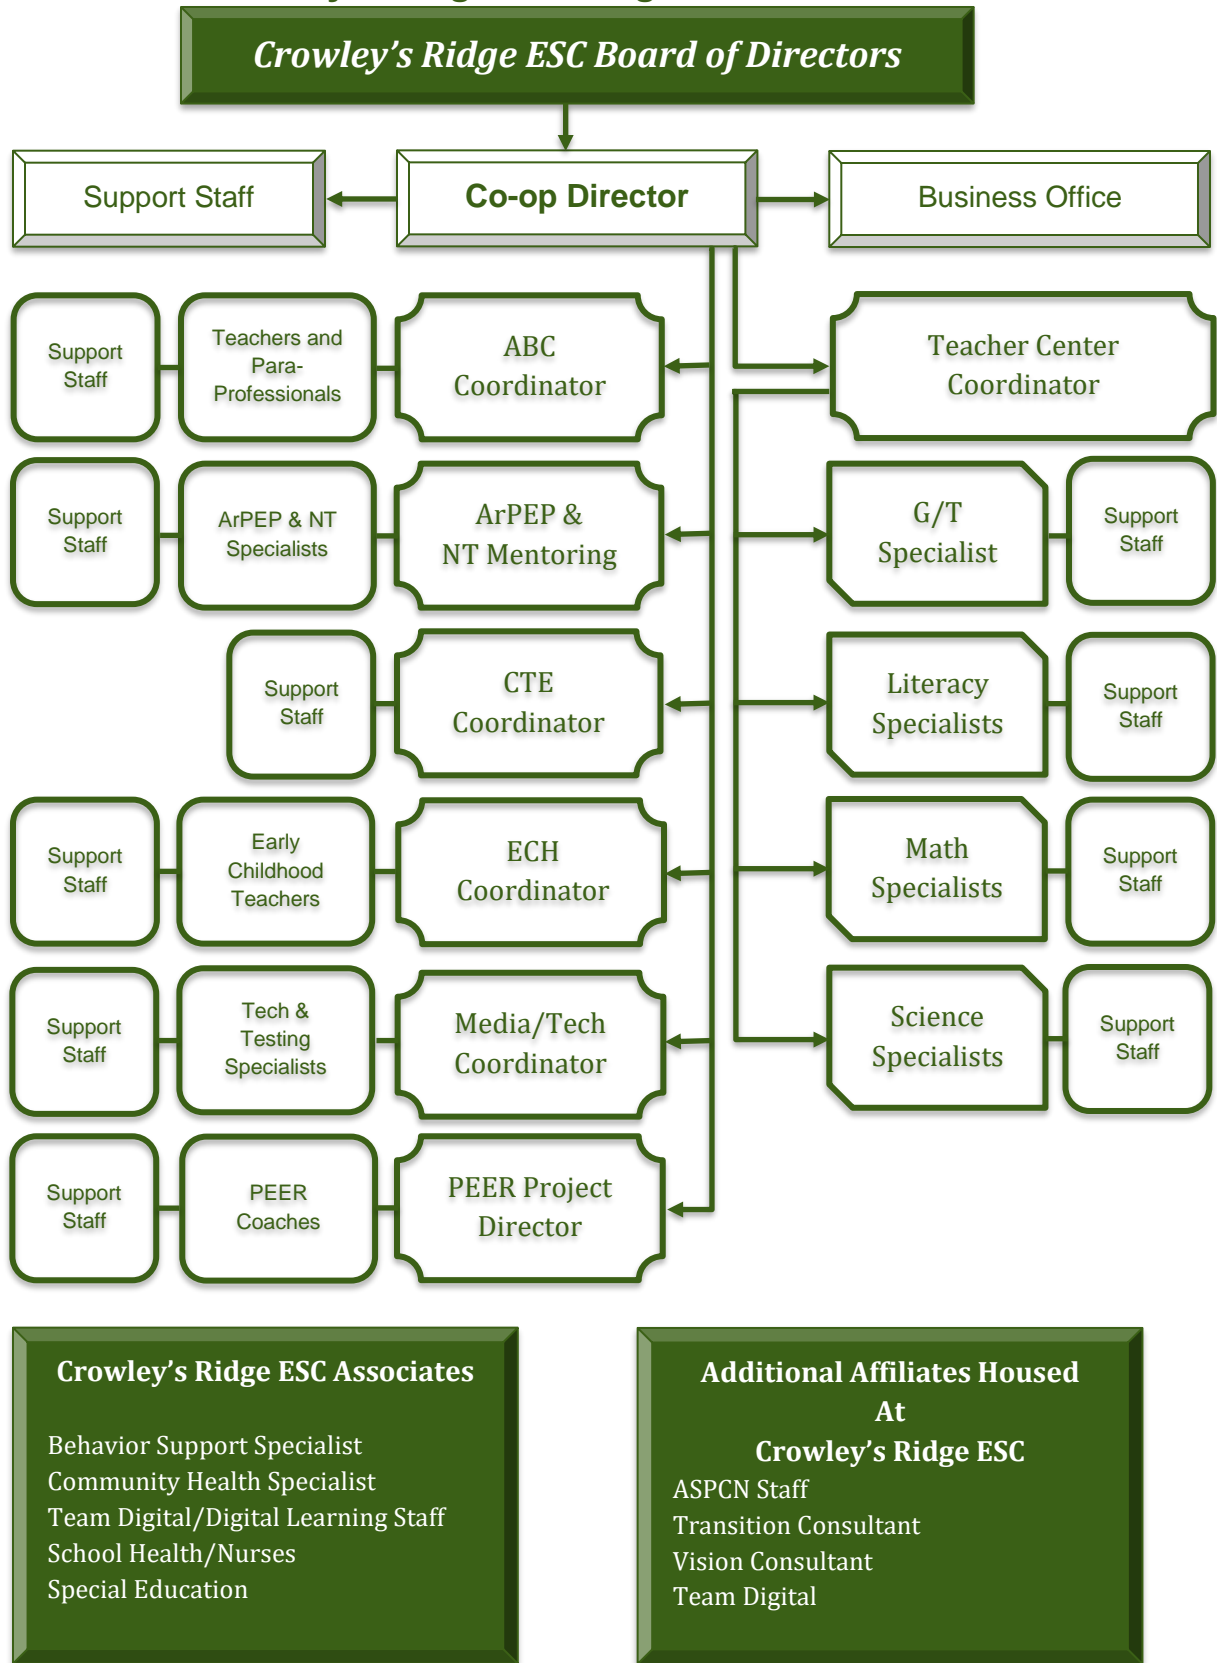 Crowley's Ridge ESC Board of Directors
Support Staff
Co-op Director
Business Office
Support
Staff
Teachers and
Para-
Professionals
ABC
Coordinator
Teacher Center
Coordinator
Support
Staff
ArPEP & NT
Specialists
ArPEP &
NT Mentoring
G/T
Specialist
Support
Staff
Support
Staff
CTE
Coordinator
Literacy
Specialists
Support
Staff
Support
Staff
Early
Childhood
Teachers
ECH
Coordinator
Math
Specialists
Support
Staff
Support
Staff
Tech &
Testing
Specialists
Media/Tech
Coordinator
Science
Specialists
Support
Staff
Support
Staff
PEER
Coaches
PEER Project
Director
Crowley's Ridge ESC Associates
Behavior Support Specialist
Community Health Specialist
Team Digital/Digital Learning Staff
School Health/Nurses
Special Education
Additional Affiliates Housed
At
Crowley's Ridge ESC
ASPCN Staff
Transition Consultant
Vision Consultant
Team Digital